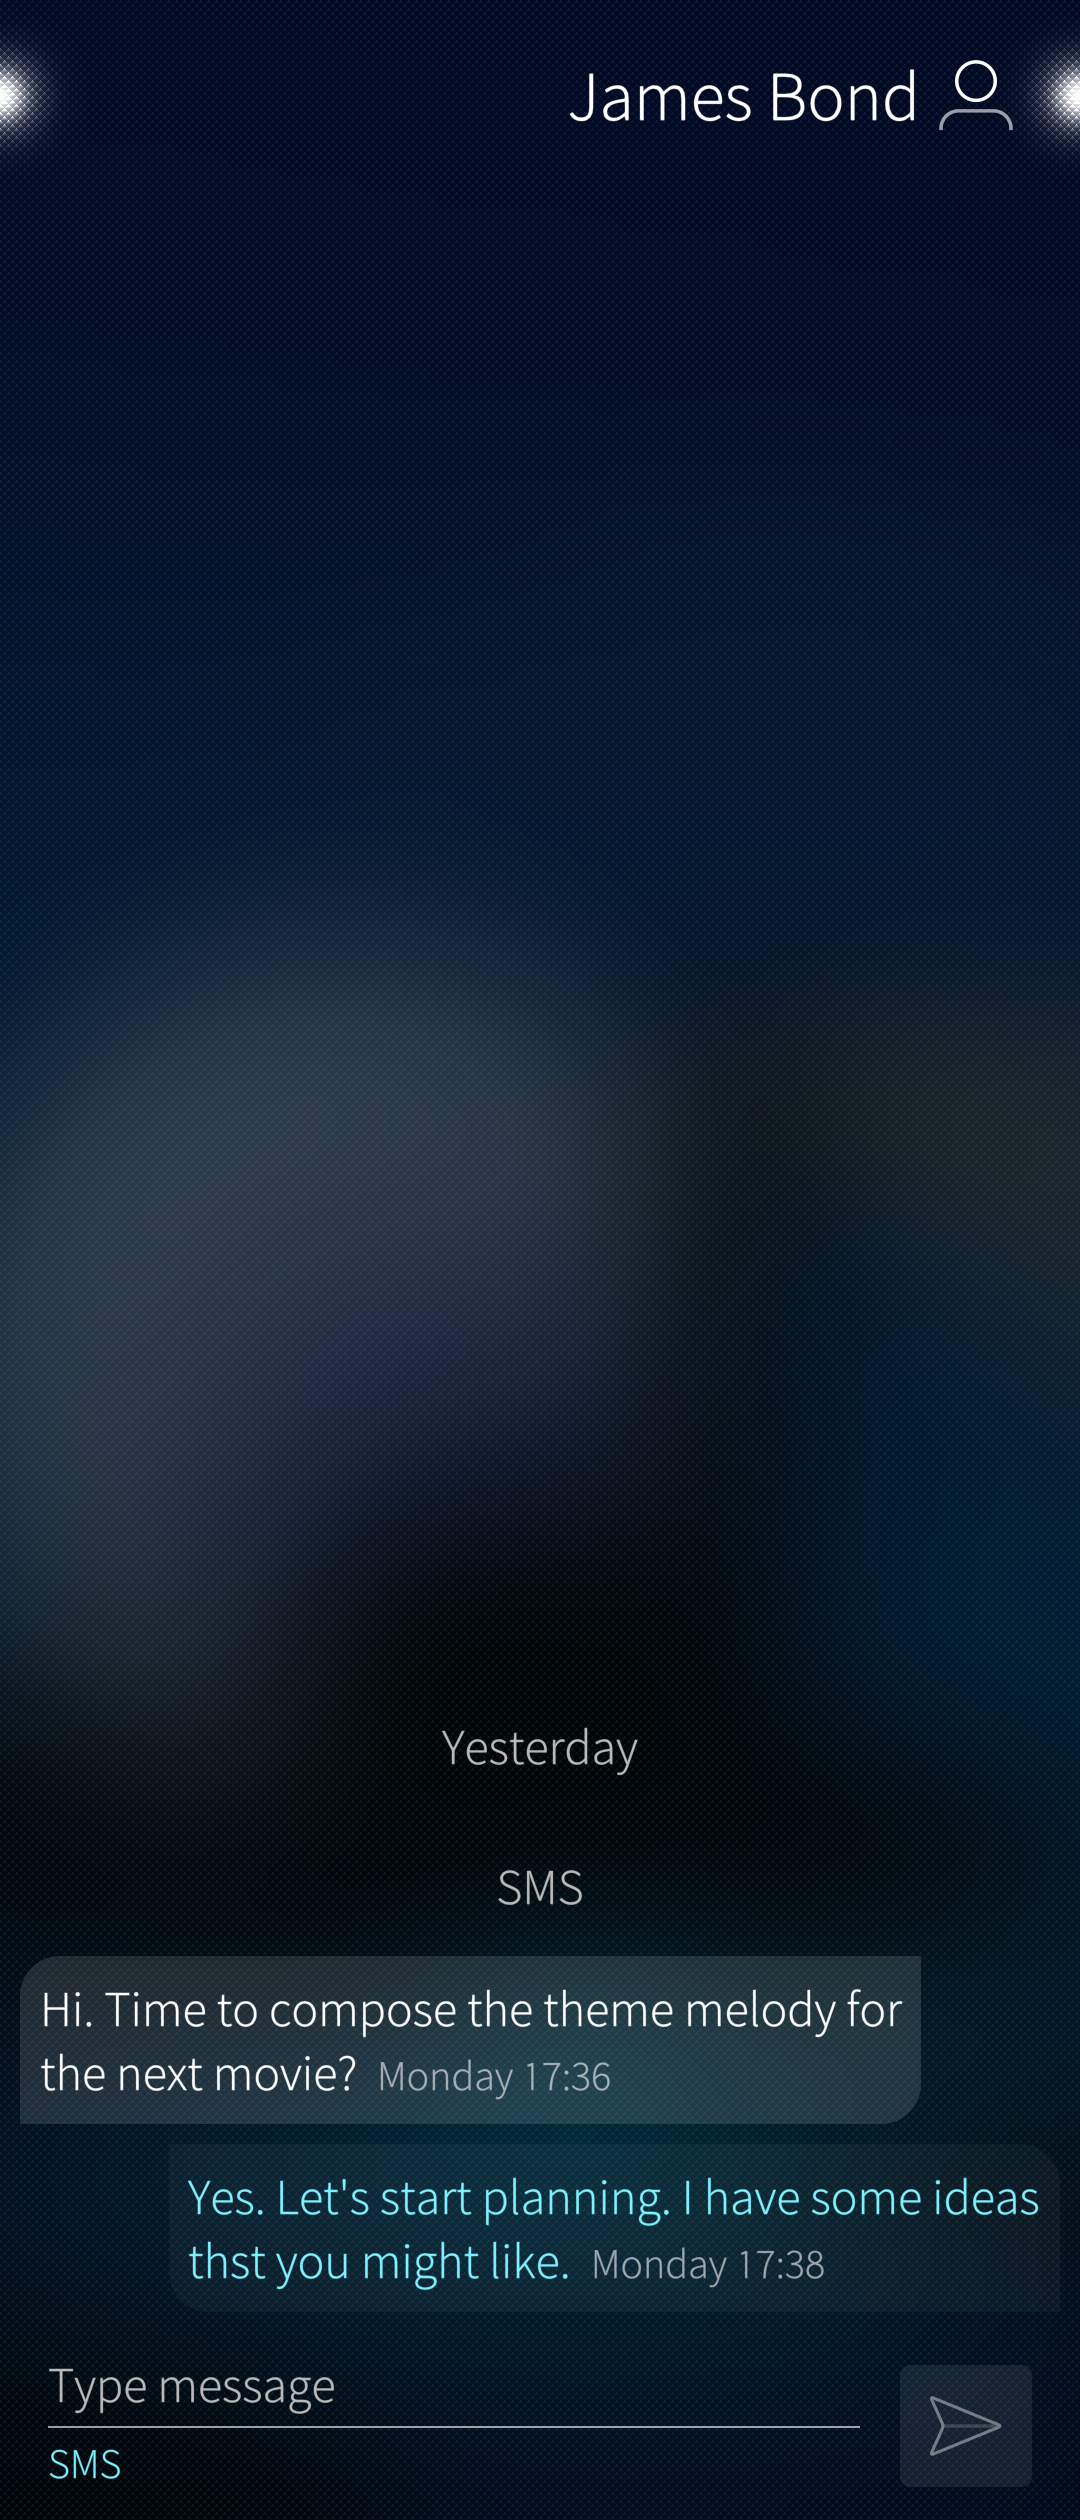 James Bond
Yesterday
SMS
Hi. Time to compose the theme melody for
the next movie? Monday 17:36
Yes. Let's start planning. I have some ideas
thst you might like. Monday 17:38
Type message
SMS